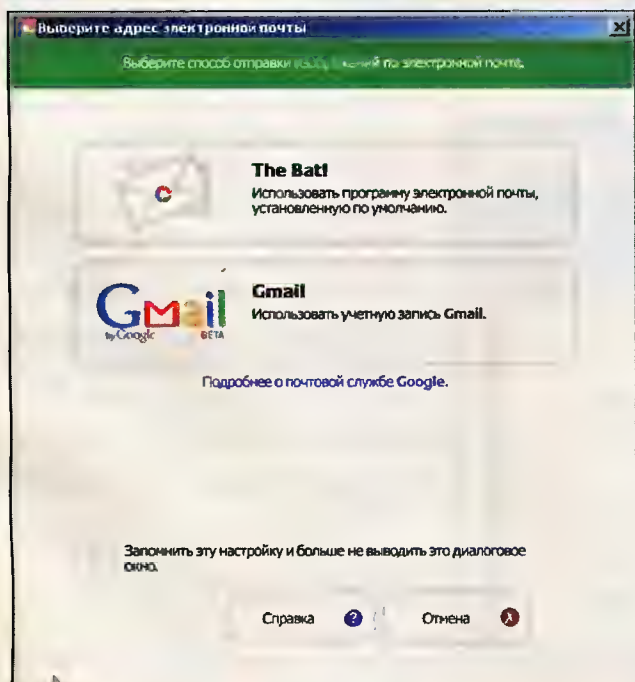 Выберите адрес электронной почты
Выберите способ отправки по электронной почте.
The Bat!
Использовать программу электронной почты,
установленную по умолчанию.
Gmail
by Google
BETA
Gmail
Использовать учетную запись Gmail.
Подробнее о почтовой службе Google.
Запомнить эту настройку и больше не выводить это диалоговое
окно.
Справка
Отмена